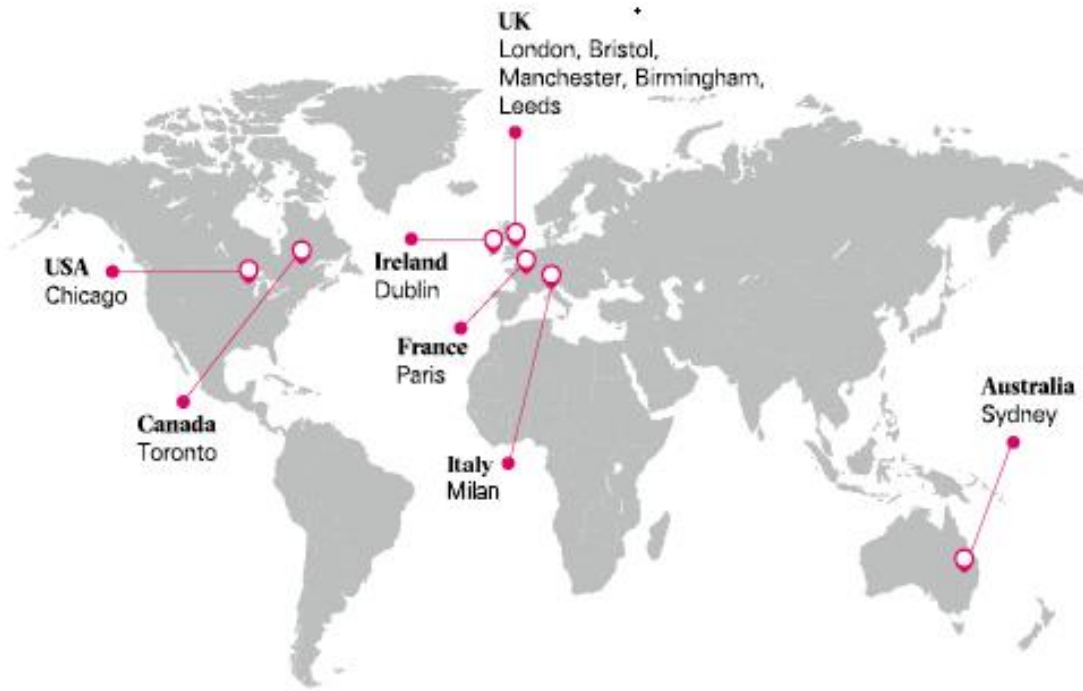 UK
London, Bristol,
Manchester, Birmingham,
Leeds
USA
Chicago
Ireland
Dublin
France
Paris
Canada
Toronto
Italy
Milan
Australia
Sydney